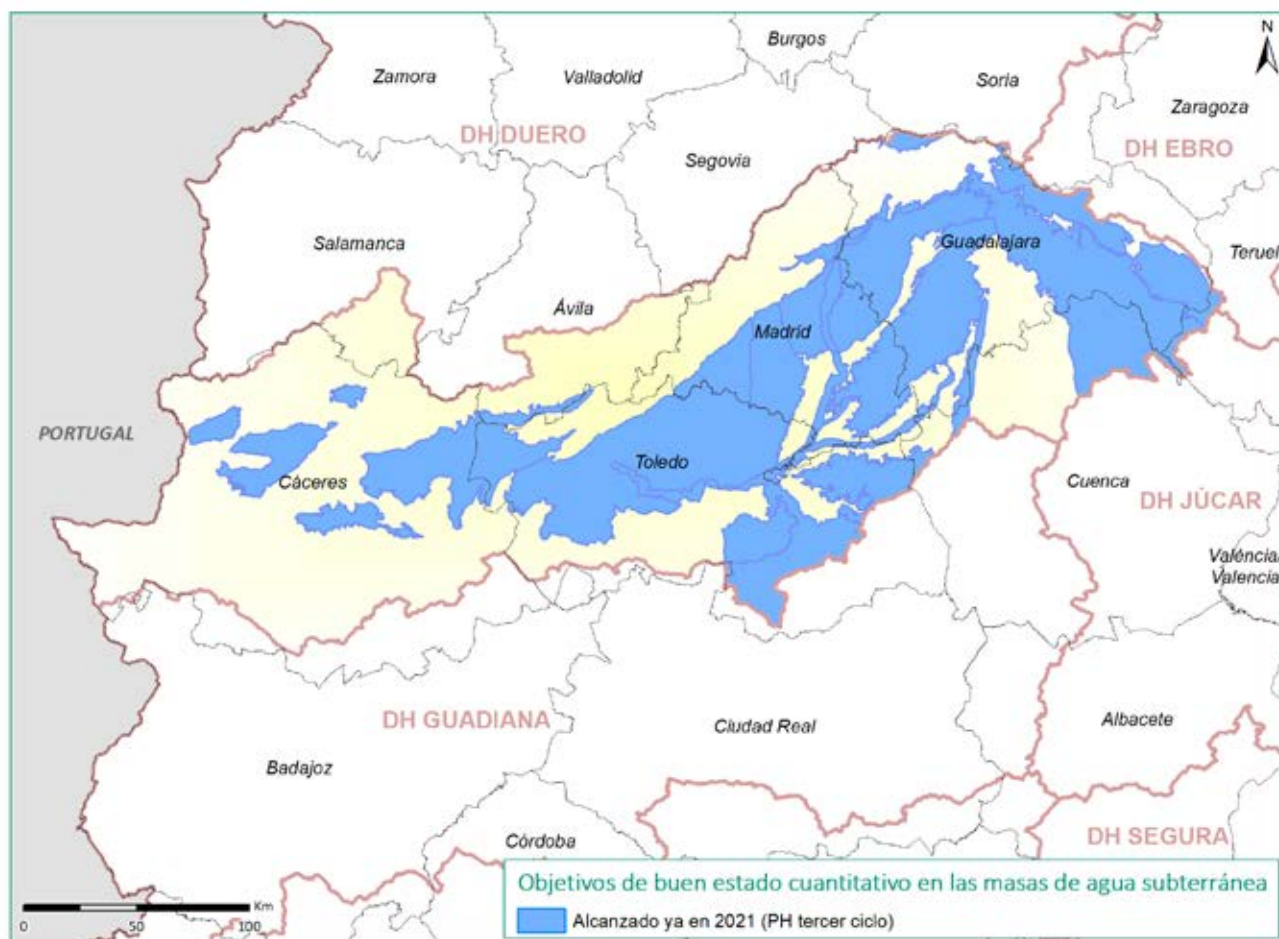 Burgos
N
Zamora
Valladolid
Soria
Zaragoza
DH DUERO
DH EBRO
Segovia
Salamanca
Guadalajara
Teruel
Ávila
Madrid
PORTUGAL
Toledo
Cáceres
Cuenca
DH JÚCAR
València/
Valencia
DH GUADIANA
Ciudad Real
Albacete
Badajoz
DH SEGURA
Córdoba
Objetivos de buen estado cuantitativo en las masas de agua subterránea
Km
0 50 100
Alcanzado ya en 2021 (PH tercer ciclo)